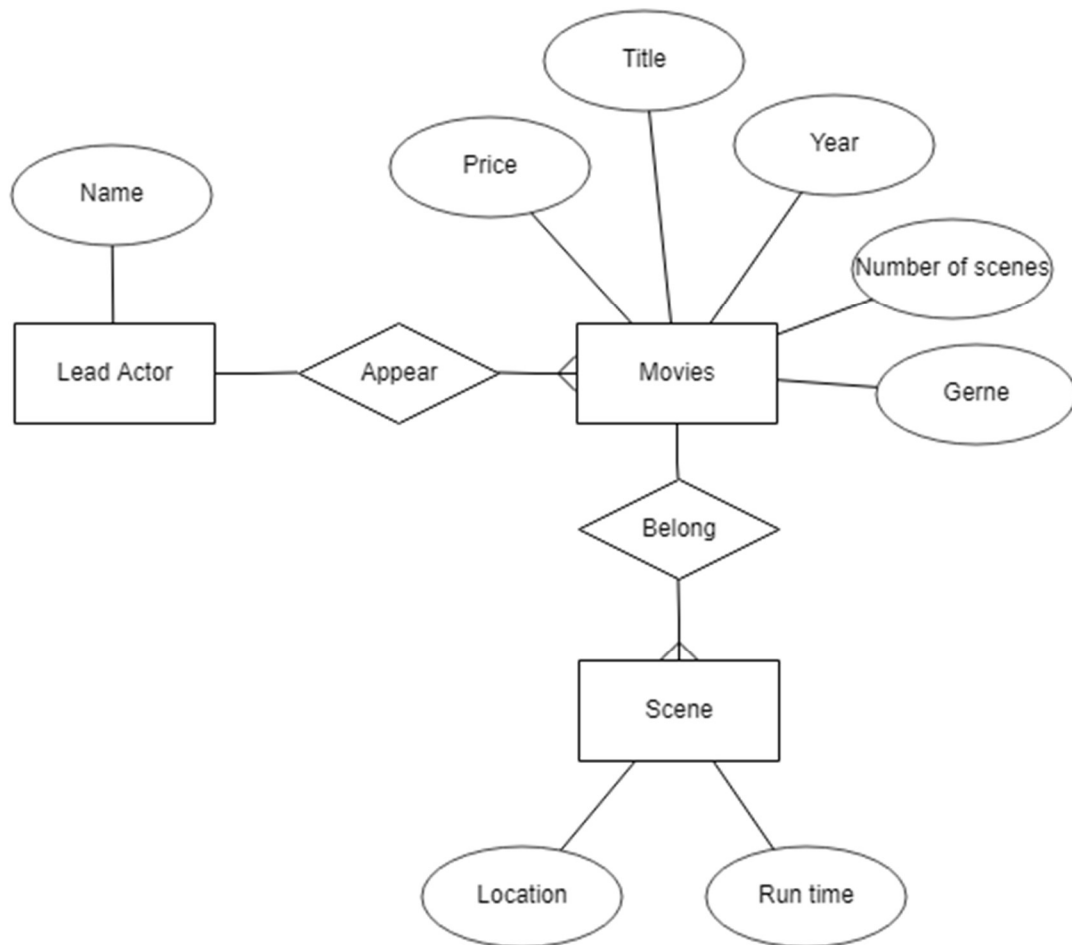 Title
Year
Price
Name
Number of scenes
Lead Actor
Appear
Movies
Gerne
Belong
Scene
Location
Run time